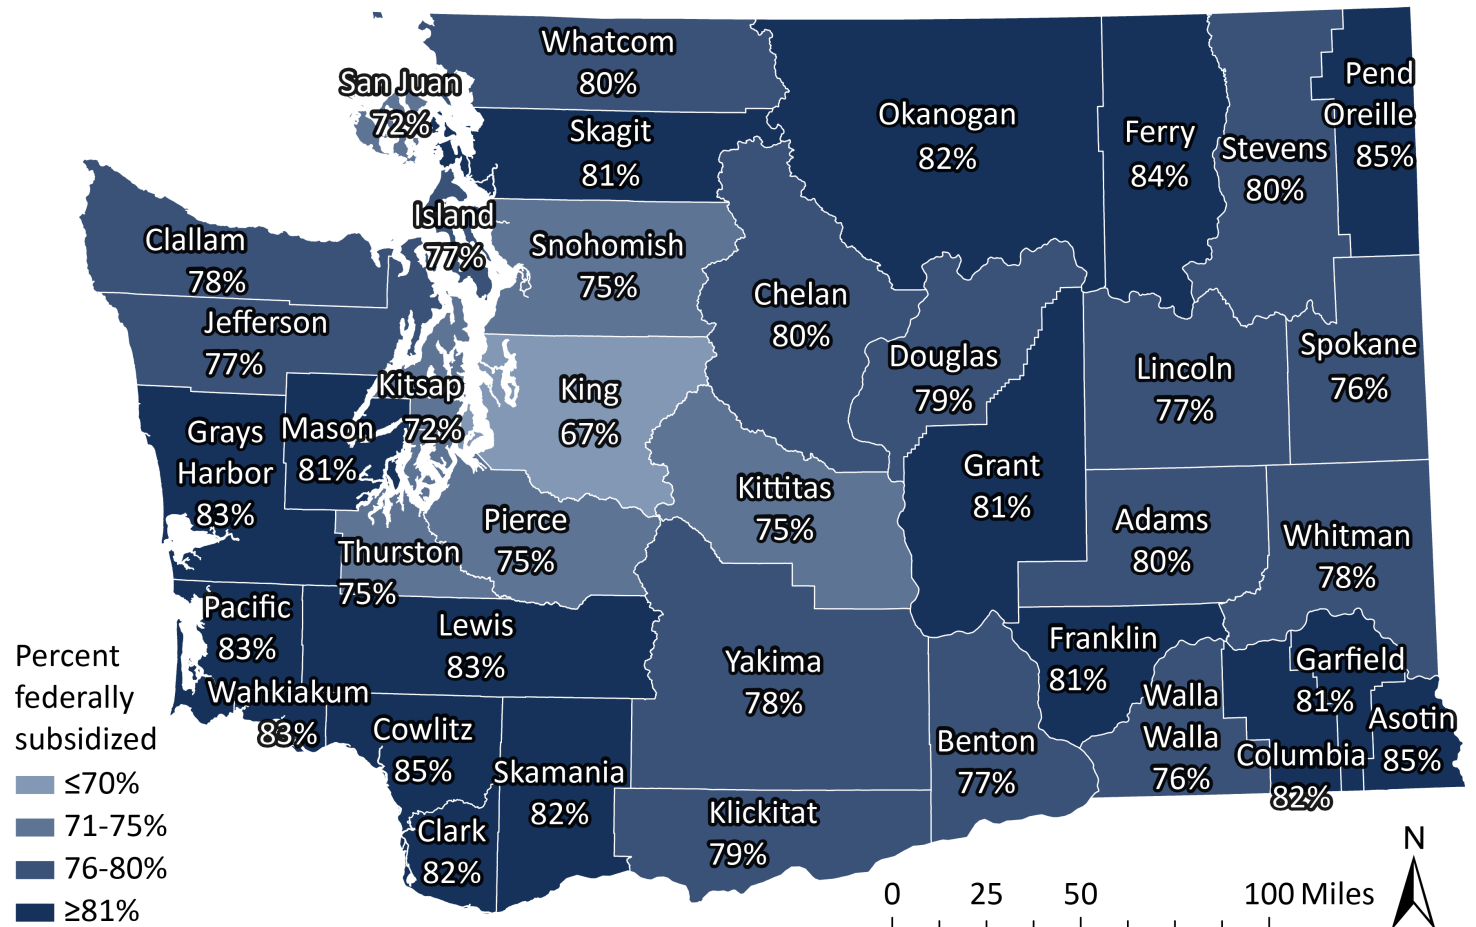 Whatcom
80%
San Juan
72%
Skagit
81%
Okanogan
82%
Ferry
84%
Stevens
80%
Pend
Oreille
85%
Island
77%
Clallam
78%
Snohomish
75%
Chelan
80%
Jefferson
77%
Kitsap
72%
King
67%
Douglas
79%
Lincoln
77%
Spokane
76%
Grays
Harbor
83%
Mason
81%
Grant
81%
Kittitas
75%
Pierce
75%
Thurston
75%
Adams
80%
Whitman
78%
Pacific
83%
Lewis
83%
Yakima
78%
Franklin
81%
Garfield
81%
Walla
Walla
76%
Columbia
82%
Asotin
85%
Wahkiakum
83%
Cowlitz
85%
Skamania
82%
Benton
77%
Klickitat
79%
Clark
82%
Percent
federally
subsidized
≤70%
71-75%
76-80%
≥81%
0 25 50 100 Miles
N